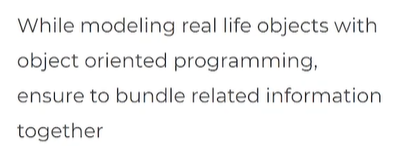 While modeling real life objects with
object oriented programming,
ensure to bundle related information
together